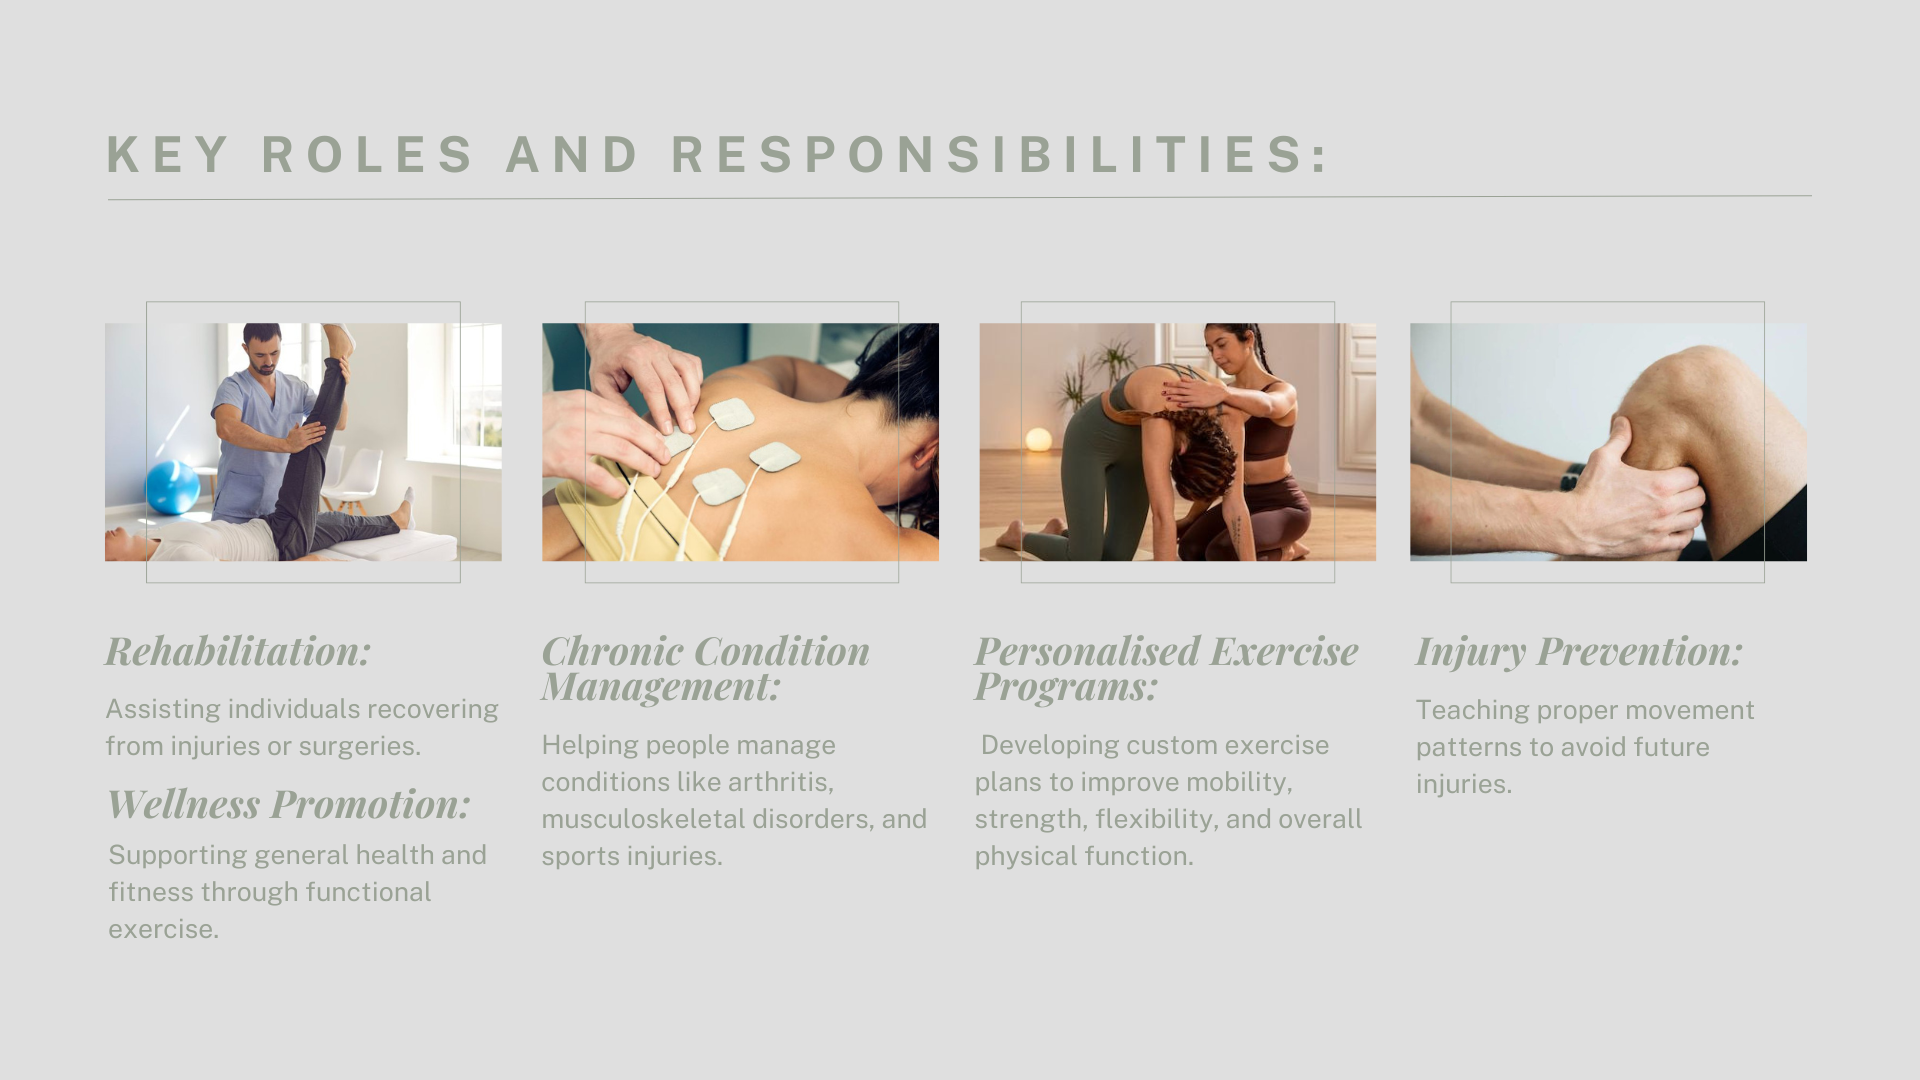 KEY ROLES AND RESPONSIBILITIES:
Rehabilitation:
Assisting individuals recovering
from injuries or surgeries.
Wellness Promotion:
Supporting general health and
fitness through functional
exercise.
Chronic Condition
Management:
Helping people manage
conditions like arthritis,
musculoskeletal disorders, and
sports injuries.
Personalised Exercise
Programs:
Developing custom exercise
plans to improve mobility,
strength, flexibility, and overall
physical function.
Injury Prevention:
Teaching proper movement
patterns to avoid future
injuries.